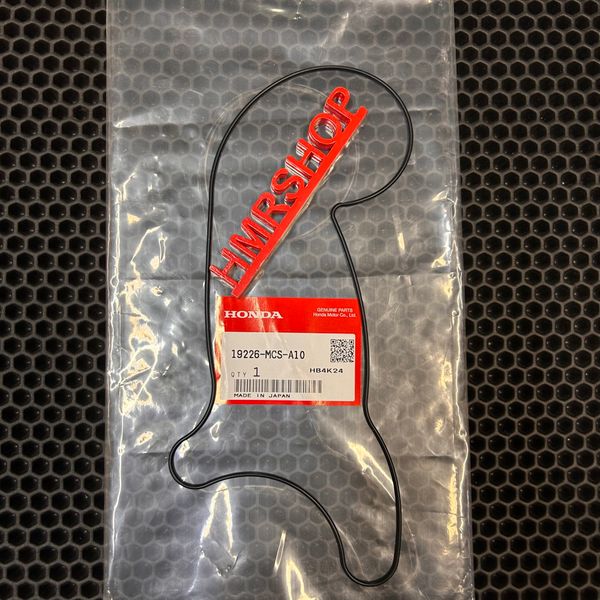 HMRSHOP
HONDA
GENUINE PARTS
Honda Motor Co., Ltd.
19226-MCS-A10
QTY 1
HB4K24
MADE IN JAPAN